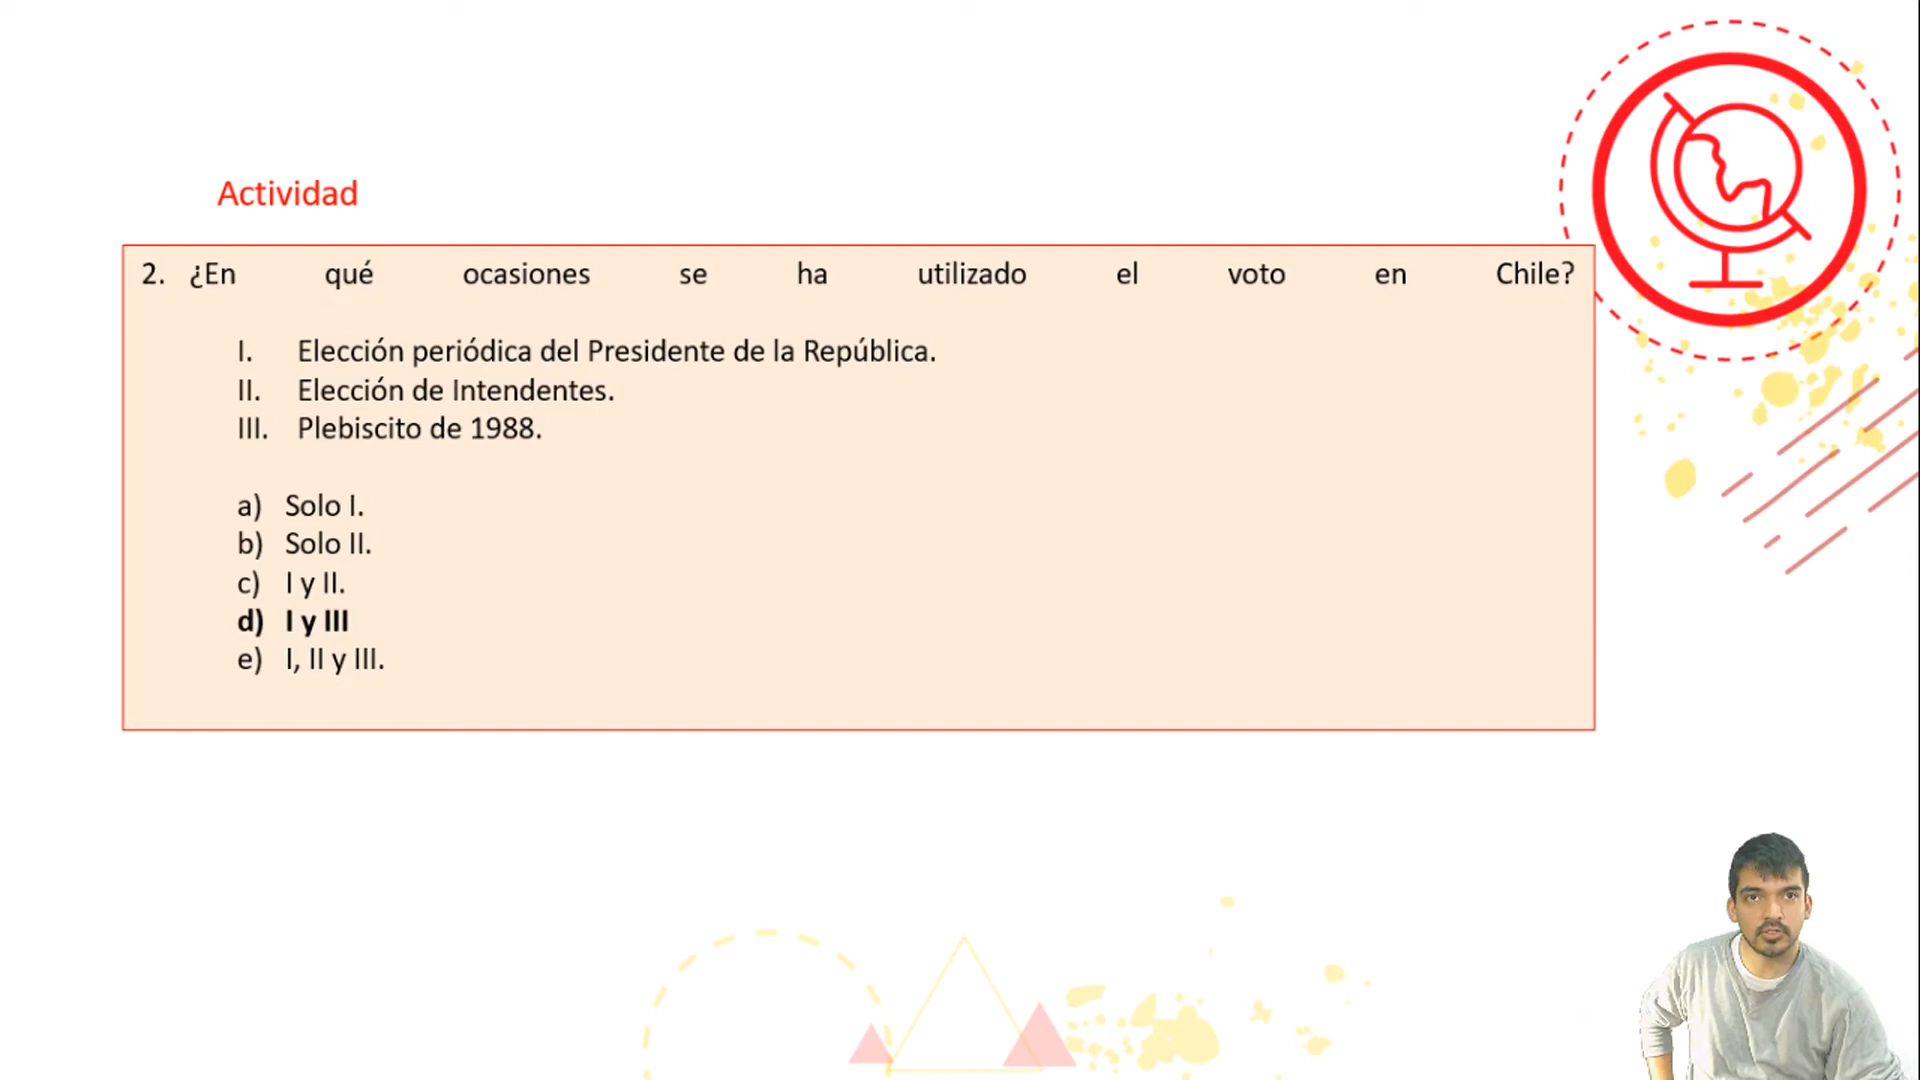 Actividad
2. ¿En qué ocasiones se ha utilizado el voto en Chile?
I. Elección periódica del Presidente de la República.
II. Elección de Intendentes.
III. Plebiscito de 1988.
a) Solo I.
b) Solo II.
c) I y II.
d) I y III
e) I, II y III.